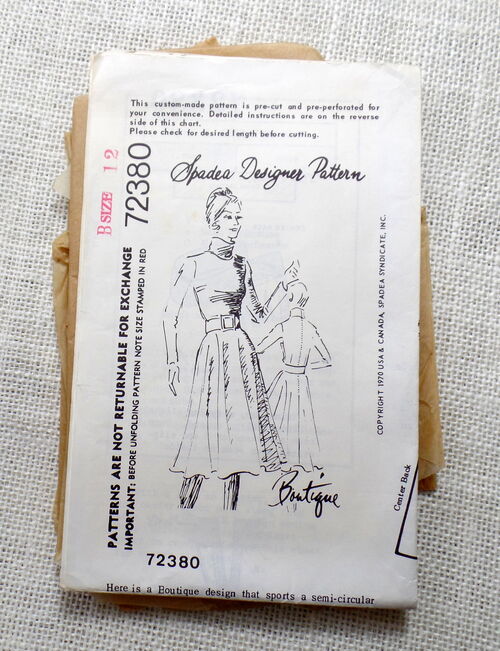 This custom-made pattern is pre-cut and pre-perforated for
your convenience. Detailed instructions are on the reverse
side of this chart.
Please check for desired length before cutting.
B SIZE 12
72380
Spadea Designer Pattern
PATTERNS ARE NOT RETURNABLE FOR EXCHANGE
IMPORTANT: BEFORE UNFOLDING PATTERN NOTE SIZE STAMPED IN RED
COPYRIGHT 1970 USA & CANADA, SPADEA SYNDICATE, INC.
Boutique
Center Back
72380
Here is a Boutique design that sports a semi-circular